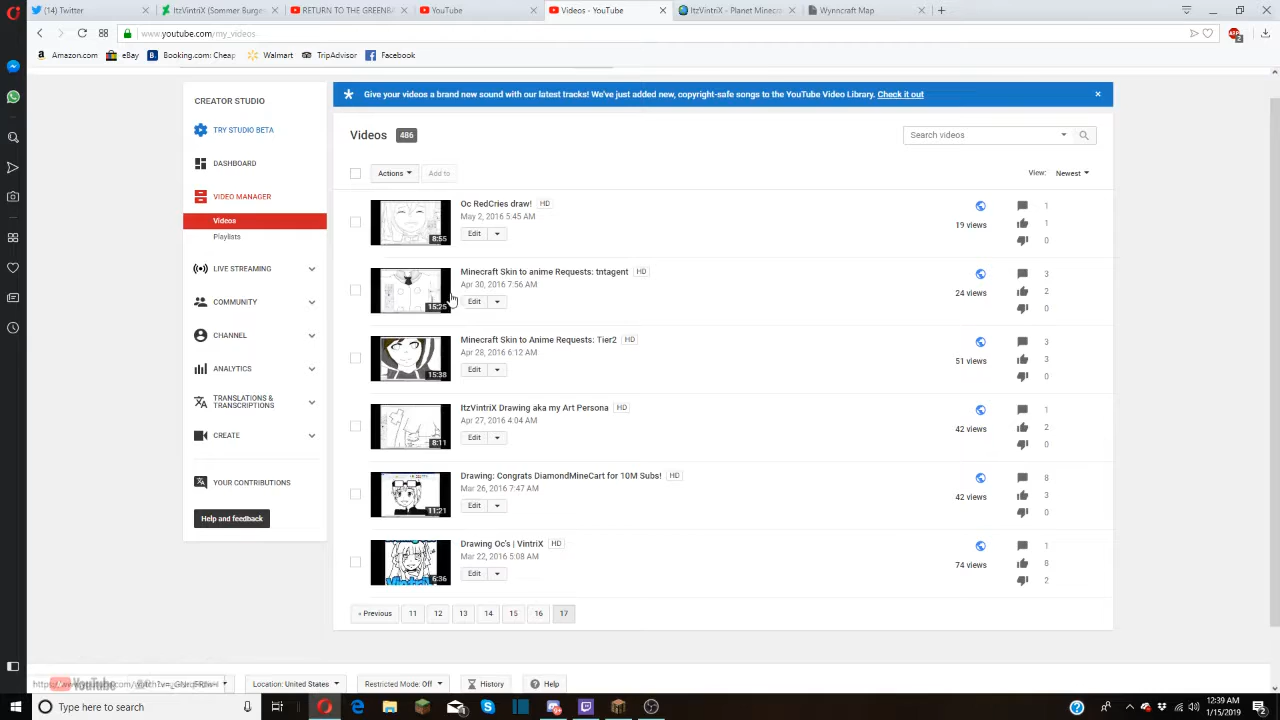 (14) Twitter
ItzVintriX (Sommer Surge
RETURN TO THE GREENBA
YouTube
Videos - YouTube
ItzVintriX - Planet Minecr
Wynncraft Map
www.youtube.com/my_videos
2
Amazon.com
eBay
Booking.com: Cheap
Walmart
TripAdvisor
Facebook
CREATOR STUDIO
TRY STUDIO BETA
DASHBOARD
VIDEO MANAGER
Videos
Playlists
LIVE STREAMING
COMMUNITY
CHANNEL
ANALYTICS
TRANSLATIONS &
TRANSCRIPTIONS
CREATE
YOUR CONTRIBUTIONS
Help and feedback
Give your videos a brand new sound with our latest tracks! We've just added new, copyright-safe songs to the YouTube Video Library. Check it out
Videos 486
Search videos
Actions
Add to
View: Newest
Oc RedCries draw! HD
May 2, 2016 5:45 AM
Edit
8:55
19 views
1
1
0
Minecraft Skin to anime Requests: tntagent HD
Apr 30, 2016 7:56 AM
Edit
15:25
24 views
3
2
0
Minecraft Skin to Anime Requests: Tier2 HD
Apr 28, 2016 6:12 AM
Edit
15:38
51 views
3
3
0
ItzVintriX Drawing aka my Art Persona HD
Apr 27, 2016 4:04 AM
Edit
8:11
42 views
1
2
0
Drawing: Congrats DiamondMineCart for 10M Subs! HD
Mar 26, 2016 7:47 AM
Edit
11:21
42 views
8
3
0
Drawing Oc's | VintriX HD
Mar 22, 2016 5:08 AM
Edit
6:36
74 views
1
8
2
« Previous 11 12 13 14 15 16 17
YouTube
Location: United States
Restricted Mode: Off
History
Help
Type here to search
12:39 AM
1/15/2019